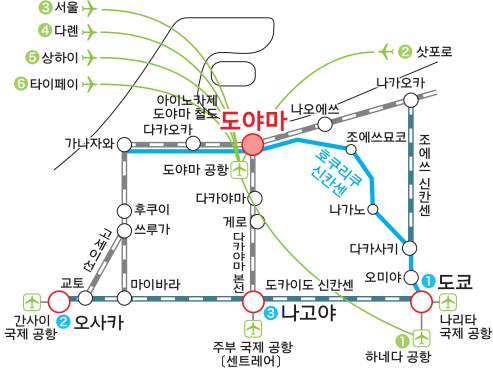 ③ 서울
④ 다롄
⑤ 상하이
⑥ 타이페이
② 삿포로
나가오카
아이노카제
도야마 철도
도야마
나오에쓰
다카오카
가나자와
조에쓰묘코
조에쓰 신칸센
도야마 공항
호쿠리쿠
신칸센
다카야마
나가노
후쿠이
게로
쓰루가
다카야마 본선
고세이선
다카사키
오미야
교토
마이바라
도카이도 신칸센
① 도쿄
간사이
국제 공항
② 오사카
③ 나고야
나리타
국제 공항
주부 국제 공항
(센트레어)
①
하네다 공항